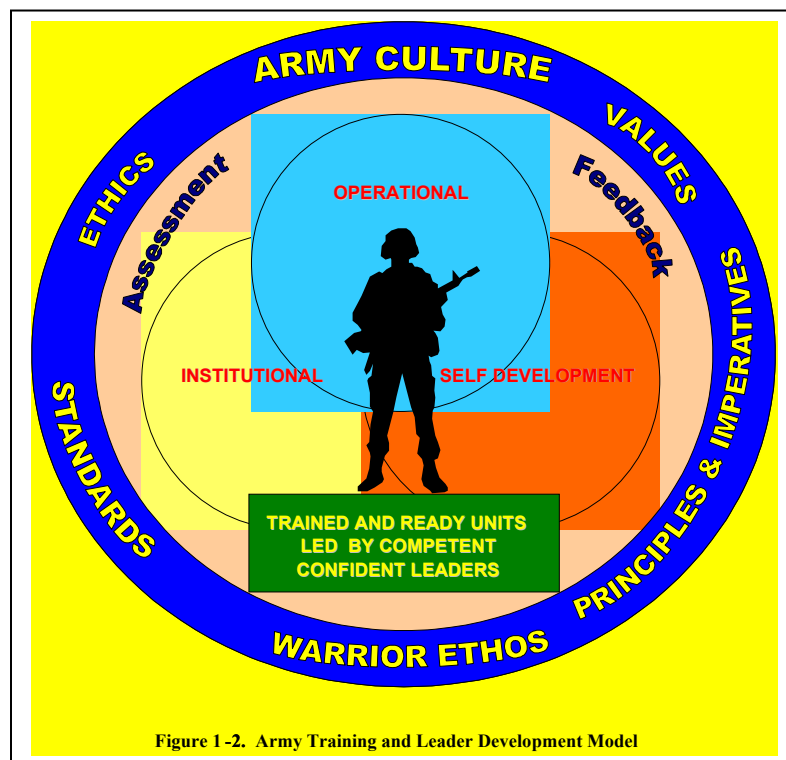 ARMY CULTURE
VALUES
ETHICS
Assessment
Feedback
OPERATIONAL
PRINCIPLES & IMPERATIVES
INSTITUTIONAL
SELF DEVELOPMENT
STANDARDS
TRAINED AND READY UNITS
LED BY COMPETENT
CONFIDENT LEADERS
WARRIOR ETHOS
Figure 1-2. Army Training and Leader Development Model